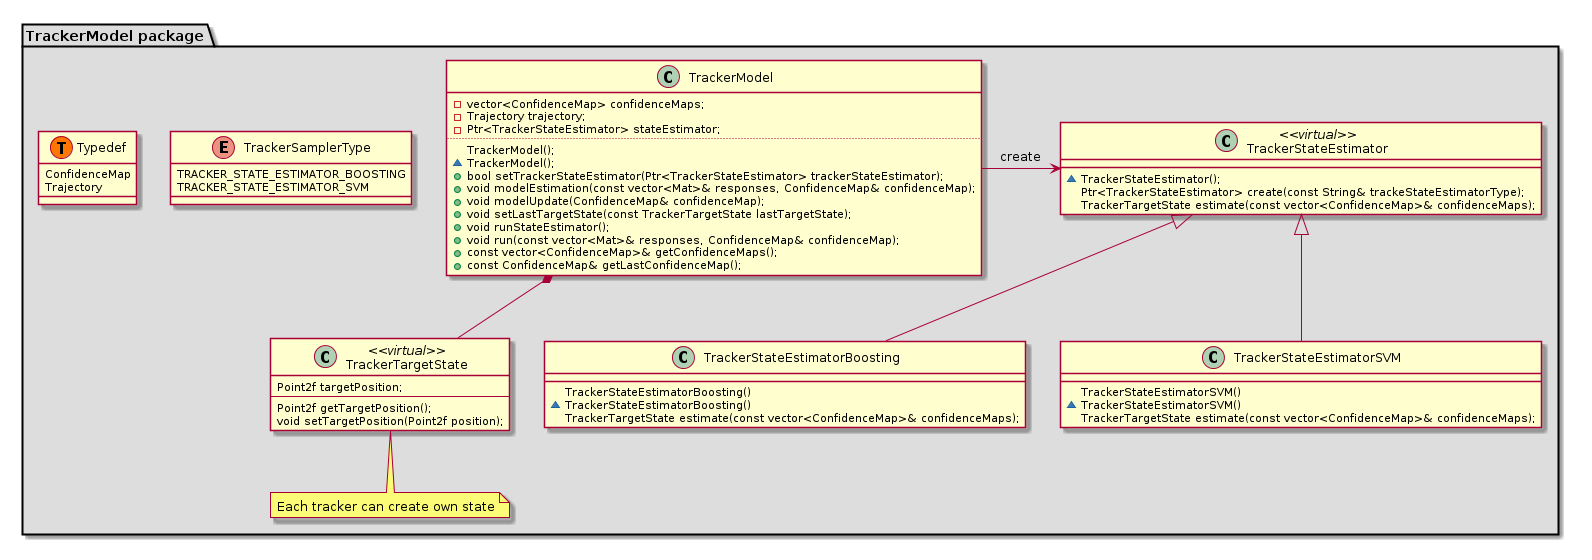 TrackerModel package
C TrackerModel
vector<ConfidenceMap> confidenceMaps;
Trajectory trajectory;
Ptr<TrackerStateEstimator> stateEstimator;
TrackerModel();
TrackerModel();
bool setTrackerStateEstimator(Ptr<TrackerStateEstimator> trackerStateEstimator);
void modelEstimation(const vector<Mat>& responses, ConfidenceMap& confidenceMap);
void modelUpdate(ConfidenceMap& confidenceMap);
void setLastTargetState(const TrackerTargetState lastTargetState);
void runStateEstimator();
void run(const vector<Mat>& responses, ConfidenceMap& confidenceMap);
const vector<ConfidenceMap>& getConfidenceMaps();
const ConfidenceMap& getLastConfidenceMap();
T Typedef
ConfidenceMap
Trajectory
E TrackerSamplerType
TRACKER_STATE_ESTIMATOR_BOOSTING
TRACKER_STATE_ESTIMATOR_SVM
create
C <<virtual>>
TrackerStateEstimator
TrackerStateEstimator();
Ptr<TrackerStateEstimator> create(const String& trackeStateEstimatorType);
TrackerTargetState estimate(const vector<ConfidenceMap>& confidenceMaps);
C <<virtual>>
TrackerTargetState
Point2f targetPosition;
Point2f getTargetPosition();
void setTargetPosition(Point2f position);
C TrackerStateEstimatorBoosting
TrackerStateEstimatorBoosting()
TrackerStateEstimatorBoosting()
TrackerTargetState estimate(const vector<ConfidenceMap>& confidenceMaps);
C TrackerStateEstimatorSVM
TrackerStateEstimatorSVM()
TrackerStateEstimatorSVM()
TrackerTargetState estimate(const vector<ConfidenceMap>& confidenceMaps);
Each tracker can create own state